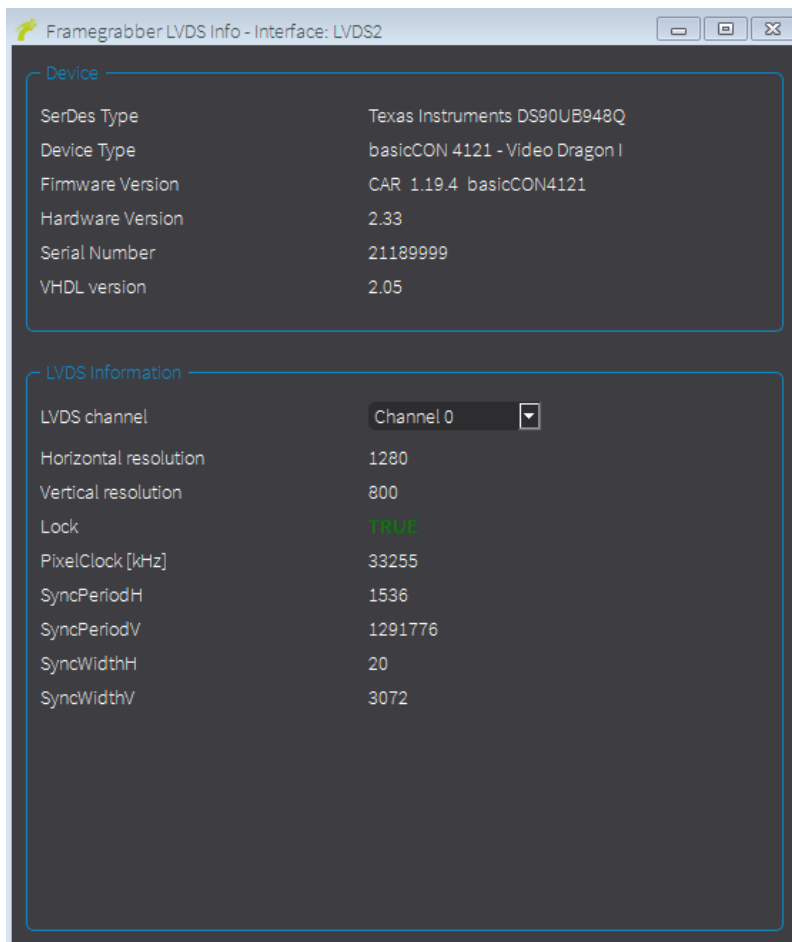 Framegrabber LVDS Info - Interface: LVDS2
Device
SerDes Type Texas Instruments DS90UB948Q
Device Type basicCON 4121 - Video Dragon I
Firmware Version CAR 1.19.4 basicCON4121
Hardware Version 2.33
Serial Number 21189999
VHDL version 2.05
LVDS Information
LVDS channel Channel 0
Horizontal resolution 1280
Vertical resolution 800
Lock TRUE
PixelClock [kHz] 33255
SyncPeriodH 1536
SyncPeriodV 1291776
SyncWidthH 20
SyncWidthV 3072